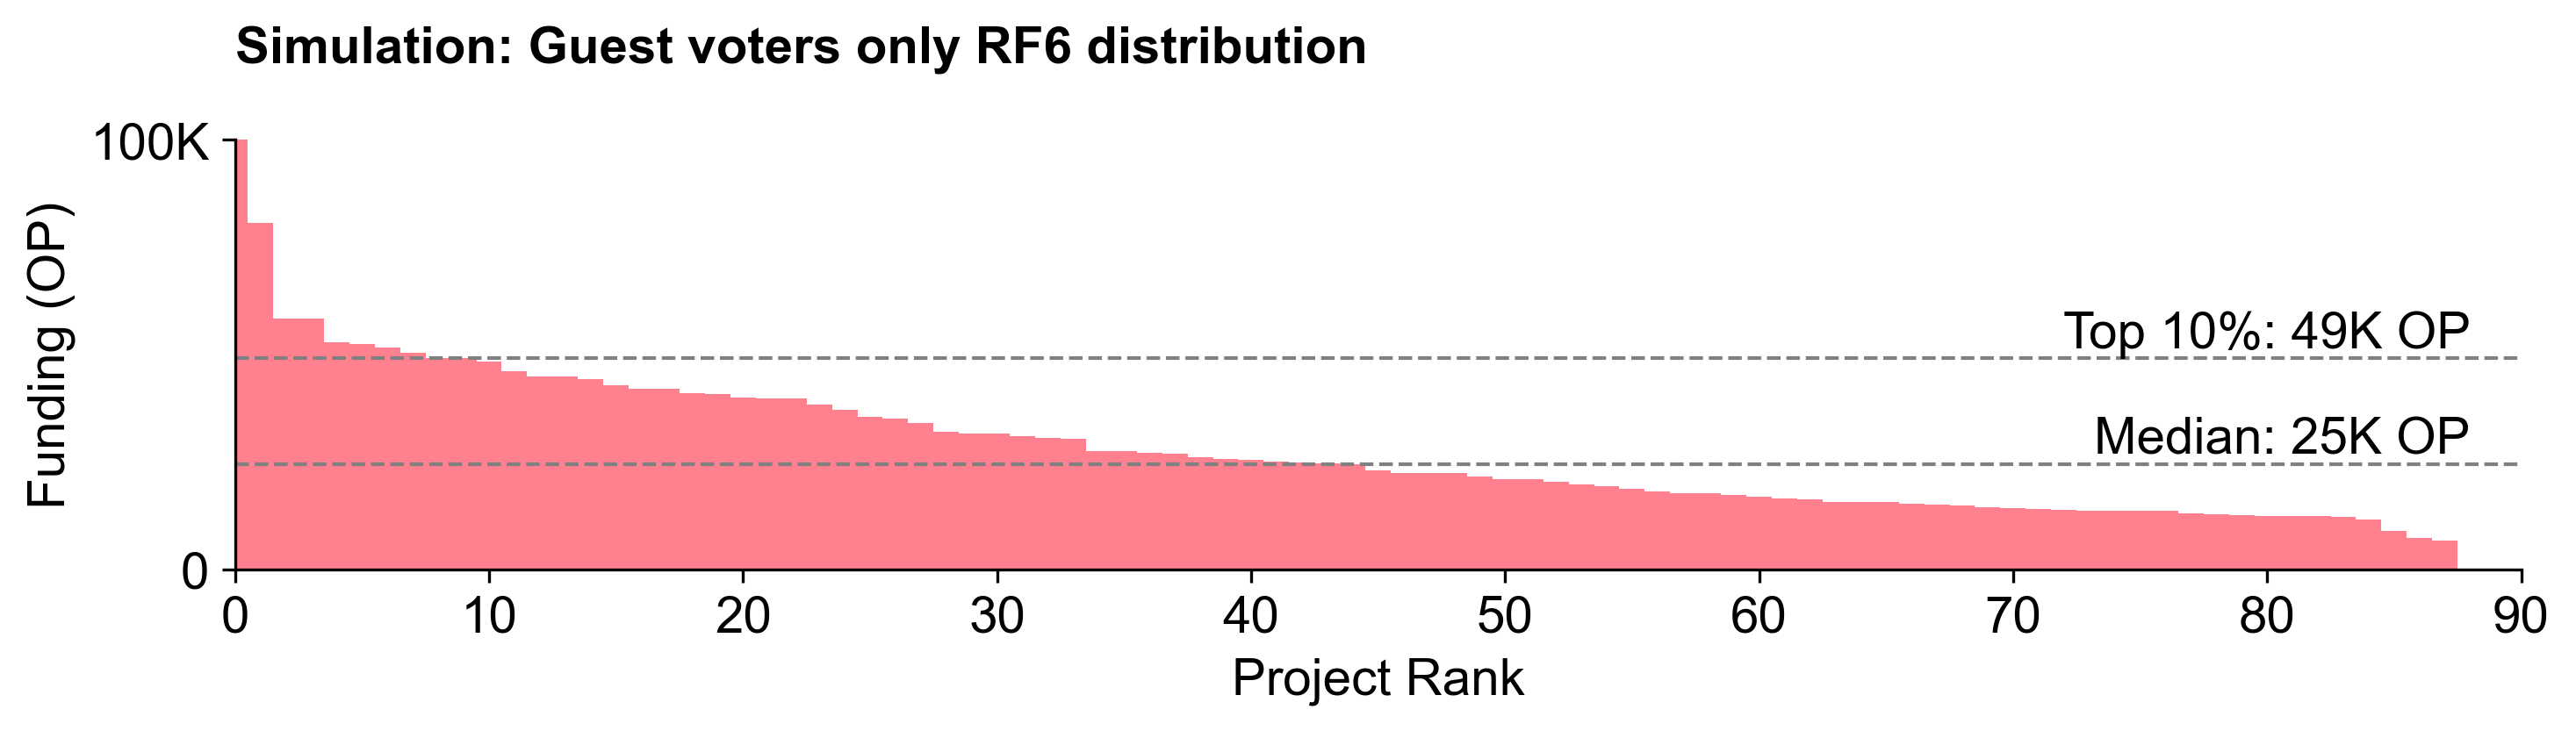 Simulation: Guest voters only RF6 distribution
100K
Funding (OP)
Top 10%: 49K OP
Median: 25K OP
0
0 10 20 30 40 50 60 70 80 90
Project Rank